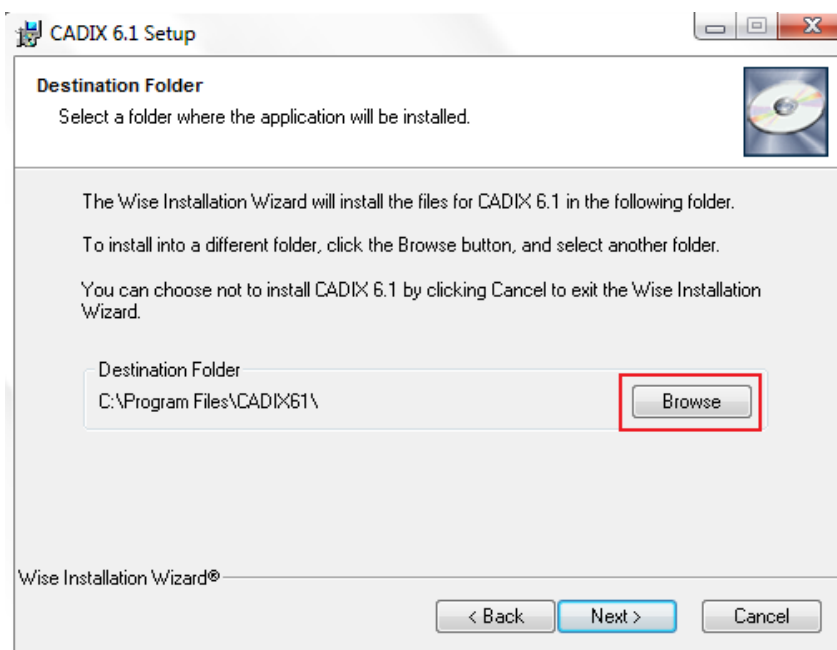 CADIX 6.1 Setup
Destination Folder
Select a folder where the application will be installed.
The Wise Installation Wizard will install the files for CADIX 6.1 in the following folder.
To install into a different folder, click the Browse button, and select another folder.
You can choose not to install CADIX 6.1 by clicking Cancel to exit the Wise Installation
Wizard.
Destination Folder
C:\Program Files\CADIX61\
Browse
Wise Installation Wizard®
< Back
Next >
Cancel